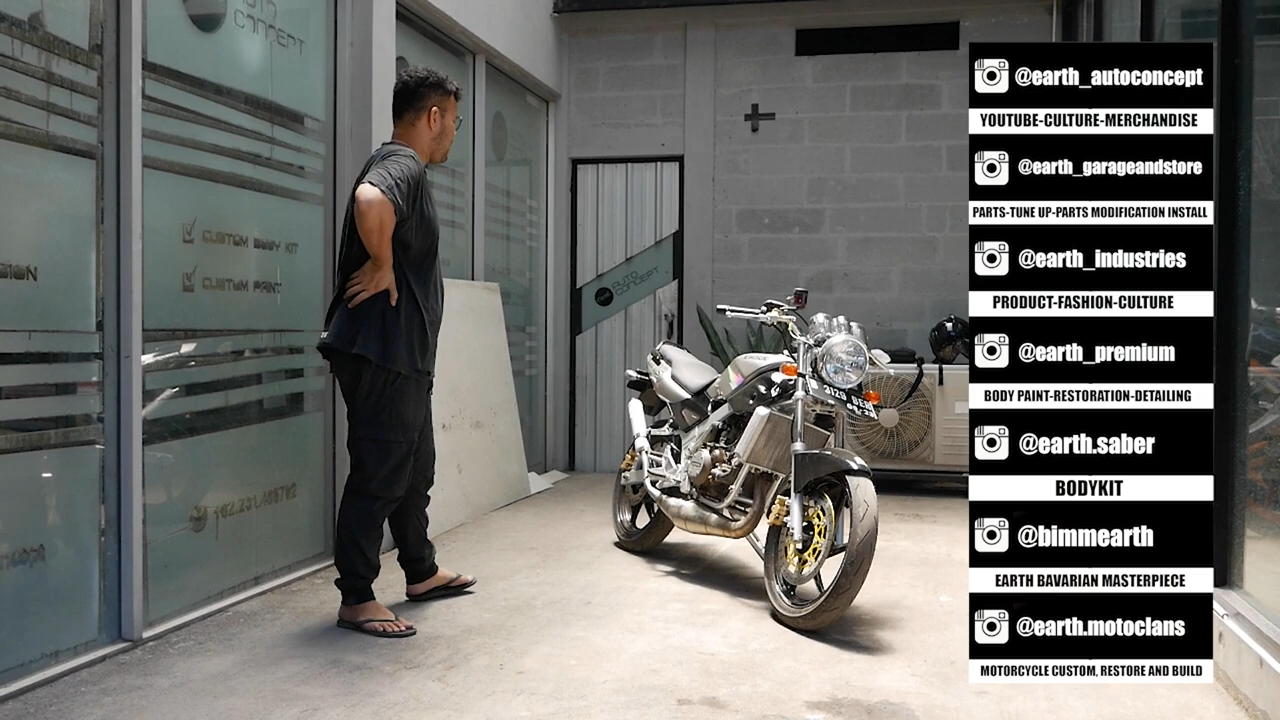 AUTO
CONCEPT
CUSTOM BODY KIT
CUSTOM PAINT
AUTO
CONCEPT
@earth_autoconcept
YOUTUBE-CULTURE-MERCHANDISE
@earth_garageandstore
PARTS-TUNE UP-PARTS MODIFICATION INSTALL
@earth_industries
PRODUCT-FASHION-CULTURE
@earth_premium
BODY PAINT-RESTORATION-DETAILING
@earth.saber
BODYKIT
@bimmearth
EARTH BAVARIAN MASTERPIECE
@earth.motoclans
MOTORCYCLE CUSTOM, RESTORE AND BUILD